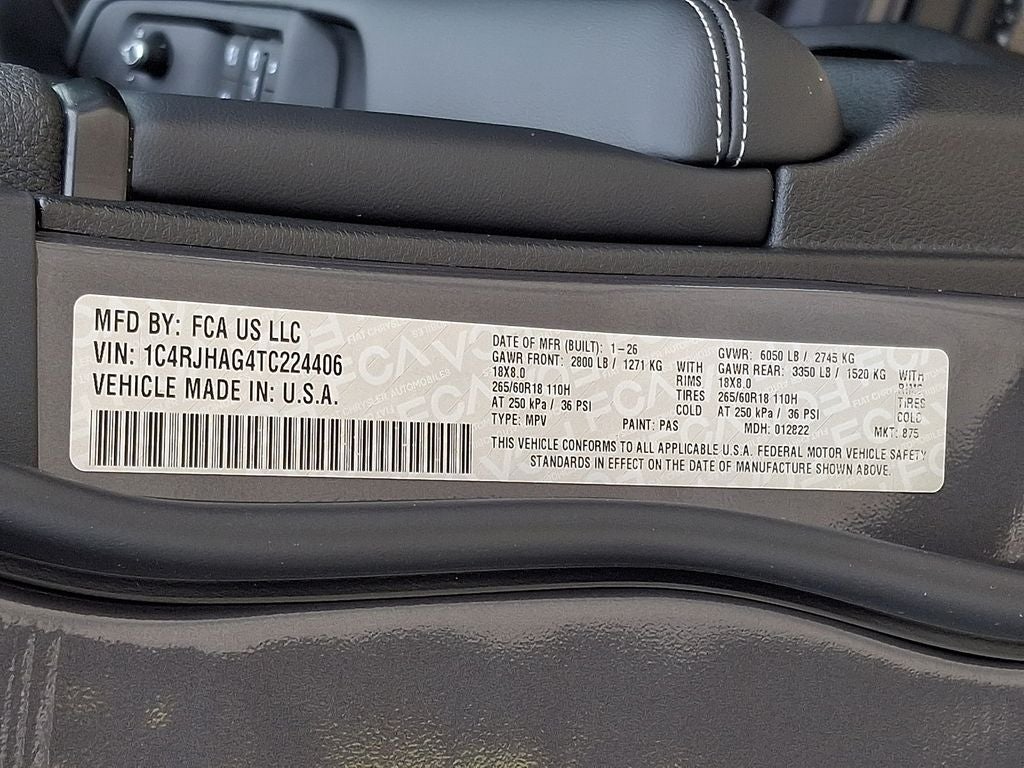 MFD BY: FCA US LLC
VIN: 1C4RJHAG4TC224406
VEHICLE MADE IN: U.S.A.
DATE OF MFR (BUILT): 1-26
GAWR FRONT: 2800 LB / 1271 KG WITH
18X8.0 RIMS
265/60R18 110H TIRES
AT 250 kPa / 36 PSI COLD
TYPE: MPV PAINT: PAS
GVWR: 6050 LB / 2745 KG
GAWR REAR: 3350 LB / 1520 KG WITH
18X8.0 RIMS
265/60R18 110H TIRES
AT 250 kPa / 36 PSI COLD
MDH: 012822 MKT: 875
THIS VEHICLE CONFORMS TO ALL APPLICABLE U.S.A. FEDERAL MOTOR VEHICLE SAFETY
STANDARDS IN EFFECT ON THE DATE OF MANUFACTURE SHOWN ABOVE.